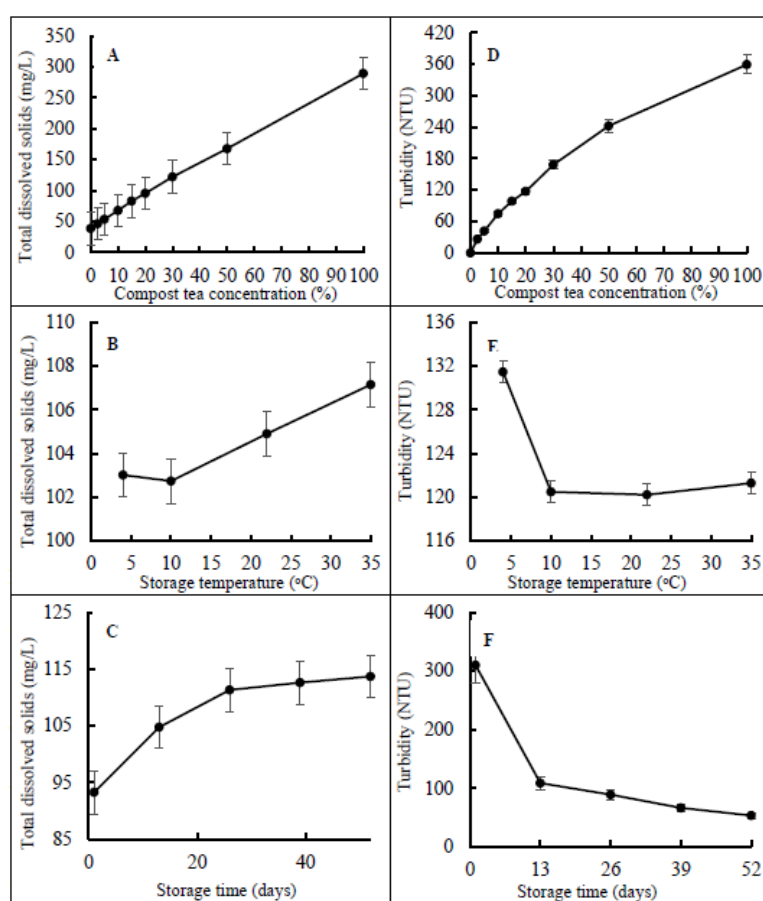 A
Total dissolved solids (mg/L)
350
300
250
200
150
100
50
0
0 10 20 30 40 50 60 70 80 90 100
Compost tea concentration (%)
D
Turbidity (NTU)
420
360
300
240
180
120
60
0
0 10 20 30 40 50 60 70 80 90 100
Compost tea concentration (%)
B
Total dissolved solids (mg/L)
110
108
106
104
102
100
0 5 10 15 20 25 30 35
Storage temperature (ᵒC)
E
Turbidity (NTU)
136
132
128
124
120
116
0 5 10 15 20 25 30 35
Storage temperature (ᵒC)
C
Total dissolved solids (mg/L)
125
115
105
95
85
0 20 40
Storage time (days)
F
Turbidity (NTU)
400
300
200
100
0
0 13 26 39 52
Storage time (days)